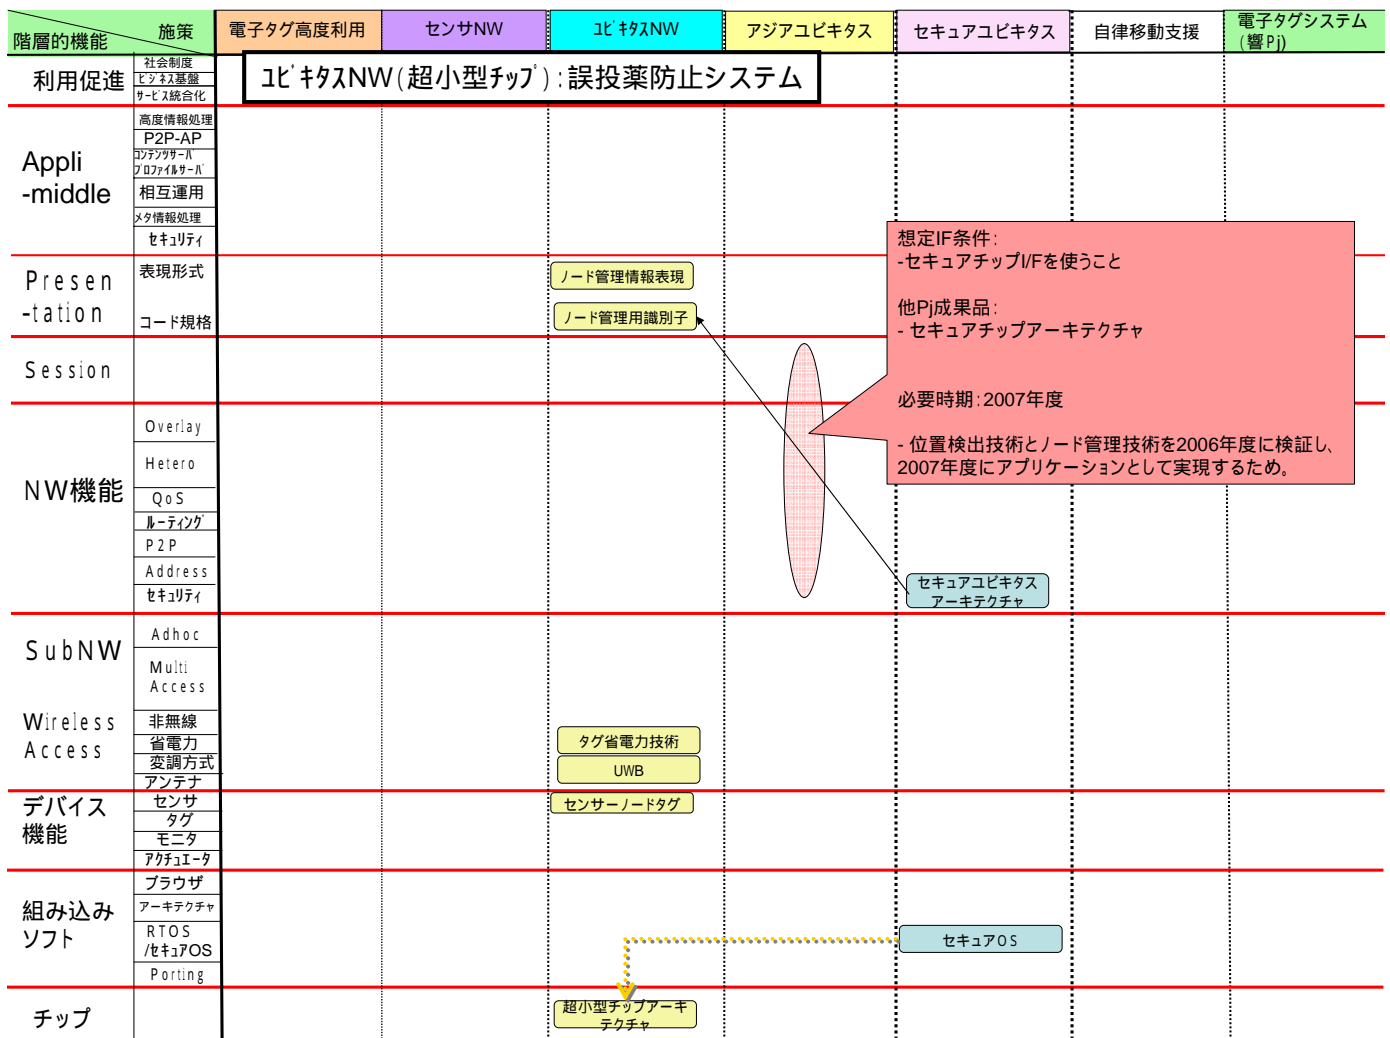 施策
階層的機能
電子タグ高度利用
センサNW
ﾕﾋﾞｷﾀｽNW
アジアユビキタス
セキュアユビキタス
自律移動支援
電子タグシステム
(響Pj)
ﾕﾋﾞｷﾀｽNW(超小型ﾁｯﾌﾟ):誤投薬防止システム
利用促進
社会制度
ﾋﾞｼﾞﾈｽ基盤
ｻｰﾋﾞｽ統合化
Appli
-middle
高度情報処理
P2P-AP
ｺﾝﾃﾝﾂｻｰﾊﾞ
ﾌﾟﾛﾌｧｲﾙｻｰﾊﾞ
相互運用
ﾒﾀ情報処理
ｾｷｭﾘﾃｨ
Presen
-tation
表現形式
コード規格
ノード管理情報表現
ノード管理用識別子
想定IF条件:
-セキュアチップI/Fを使うこと
他Pj成果品:
- セキュアチップアーキテクチャ
必要時期:2007年度
- 位置検出技術とノード管理技術を2006年度に検証し、
2007年度にアプリケーションとして実現するため。
Session
NW機能
Overlay
Hetero
QoS
ﾙｰﾃｨﾝｸﾞ
P2P
Address
ｾｷｭﾘﾃｨ
セキュアユビキタス
アーキテクチャ
SubNW
Adhoc
Multi
Access
Wireless
Access
非無線
省電力
変調方式
アンテナ
タグ省電力技術
UWB
デバイス
機能
センサ
タグ
モニタ
ｱｸﾁｭｴｰﾀ
センサーノードタグ
組み込み
ソフト
ブラウザ
アーキテクチャ
RTOS
/ｾｷｭｱOS
Porting
セキュアOS
チップ
超小型チップアーキ
テクチャ